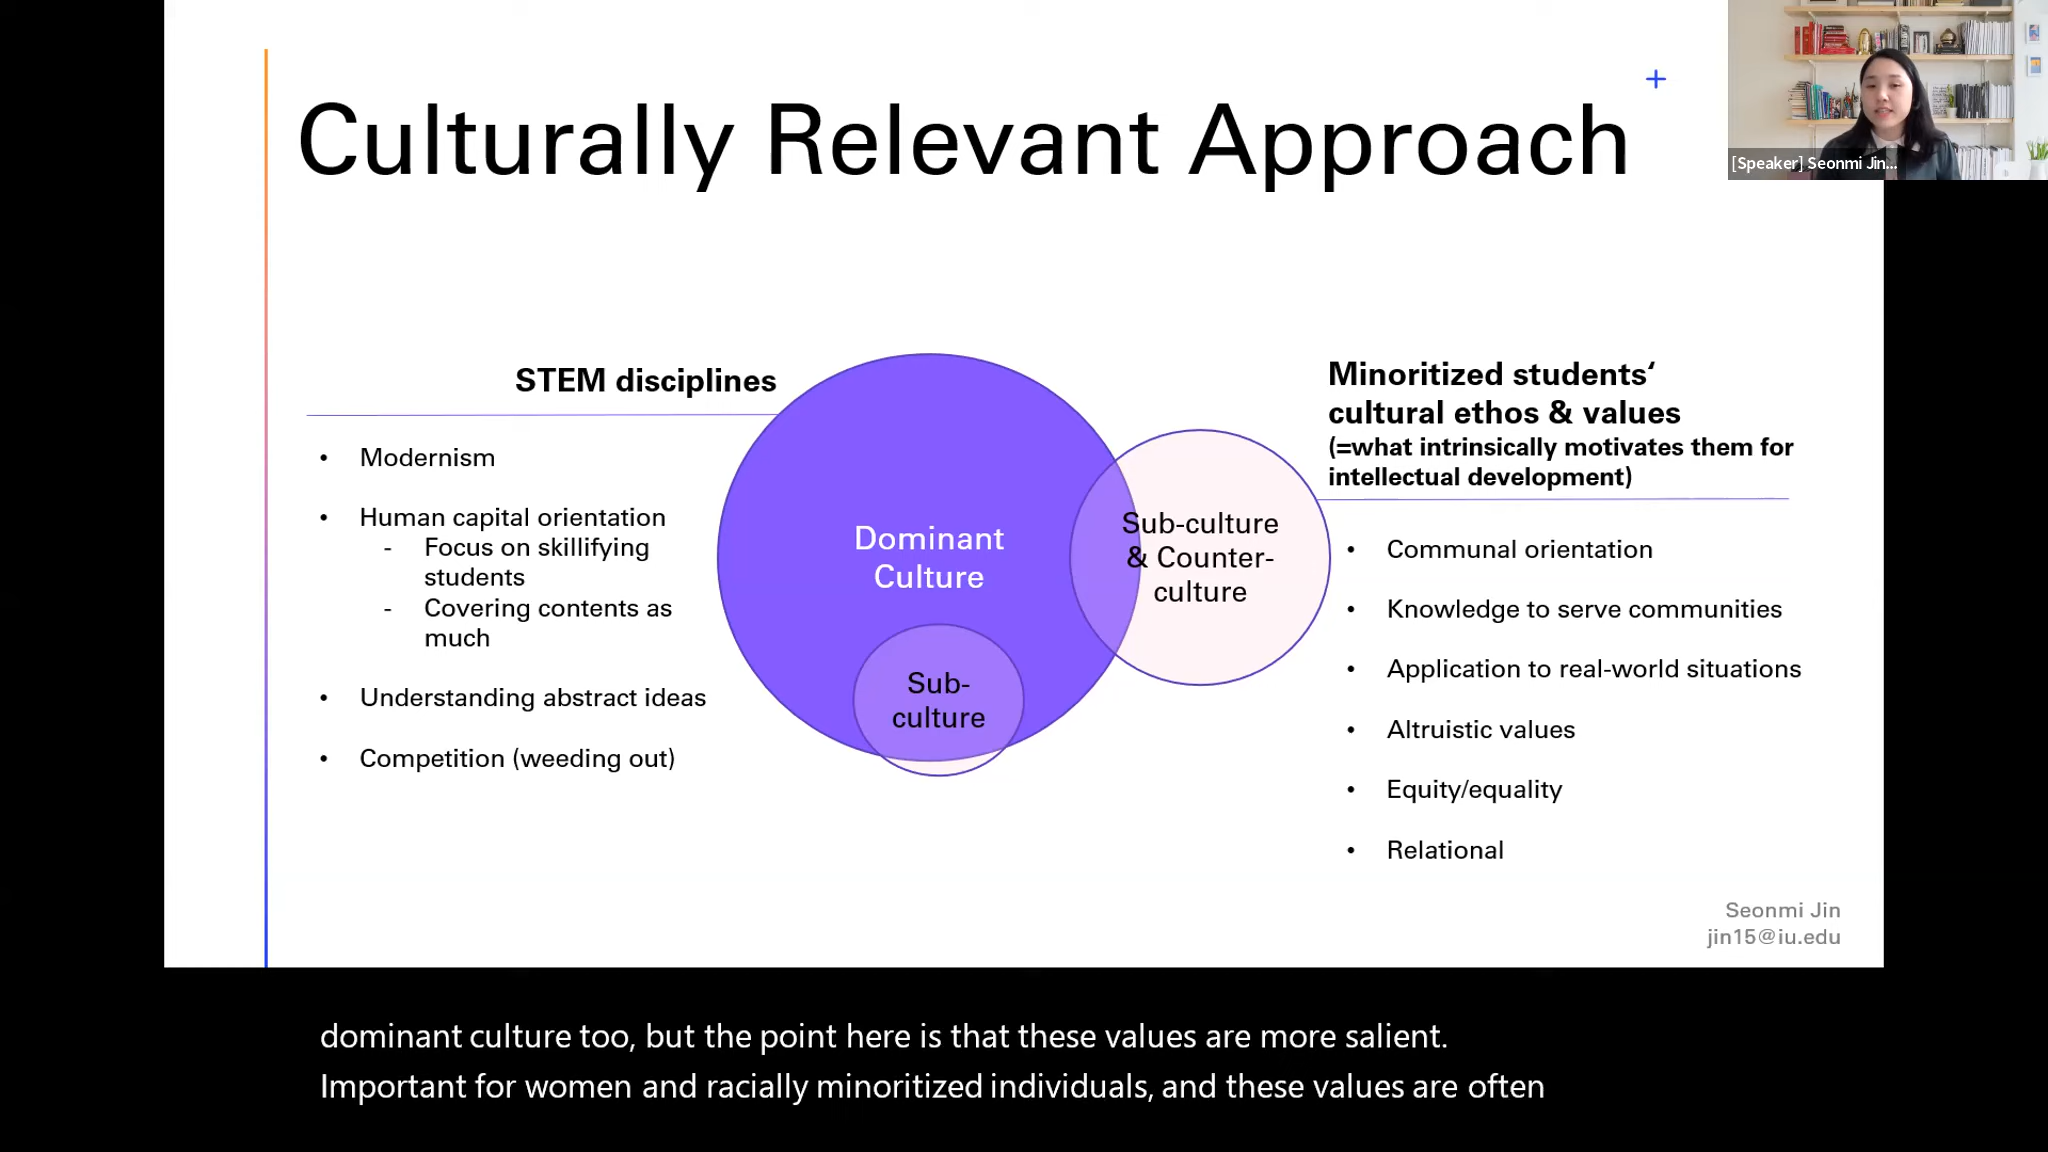 Culturally Relevant Approach
[Speaker] Seonmi Jin...
STEM disciplines
• Modernism
• Human capital orientation
- Focus on skillifying
students
- Covering contents as
much
• Understanding abstract ideas
• Competition (weeding out)
Dominant
Culture
Sub-
culture
Sub-culture
& Counter-
culture
Minoritized students‘
cultural ethos & values
(=what intrinsically motivates them for
intellectual development)
• Communal orientation
• Knowledge to serve communities
• Application to real-world situations
• Altruistic values
• Equity/equality
• Relational
Seonmi Jin
jin15@iu.edu
dominant culture too, but the point here is that these values are more salient.
Important for women and racially minoritized individuals, and these values are often